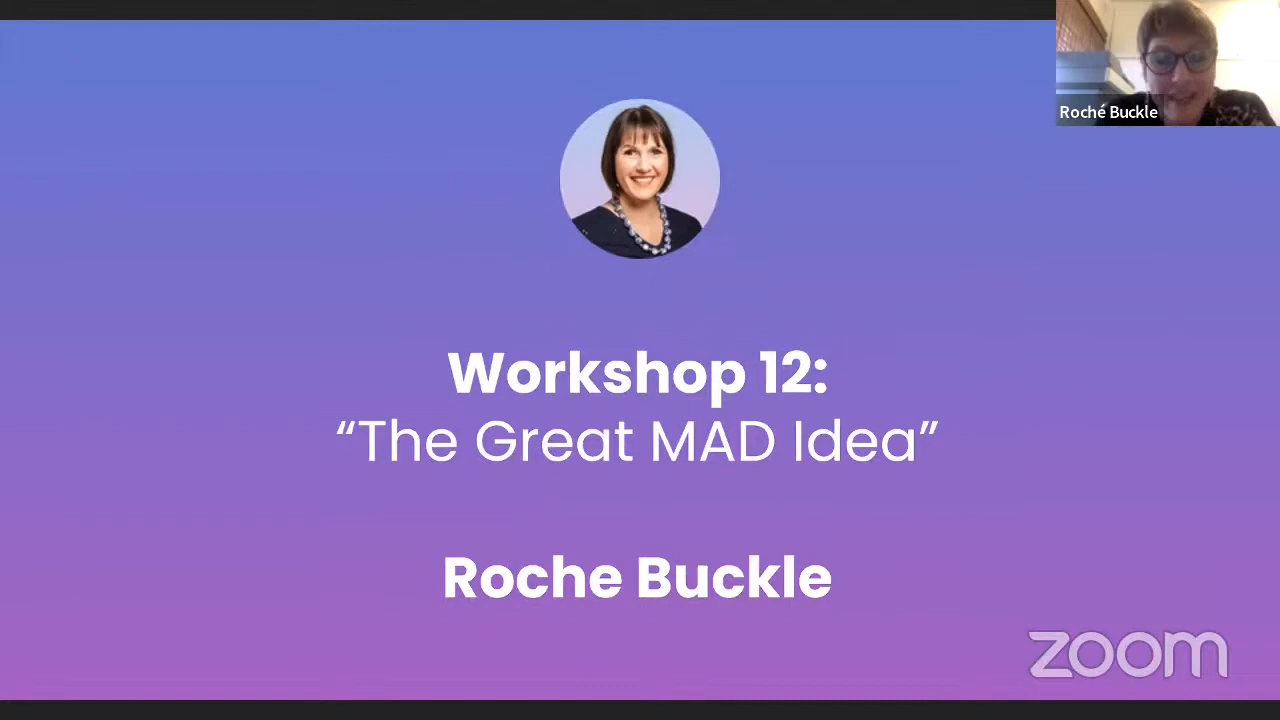 Roché Buckle
Workshop 12:
“The Great MAD Idea”
Roche Buckle
zoom